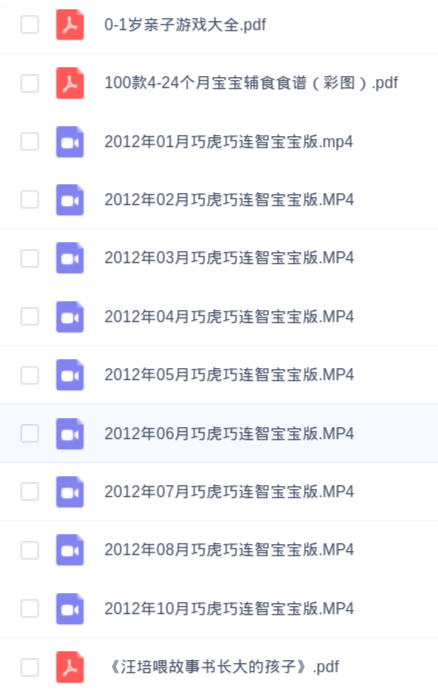 0-1岁亲子游戏大全.pdf
100款4-24个月宝宝辅食食谱（彩图）.pdf
2012年01月巧虎巧连智宝宝版.mp4
2012年02月巧虎巧连智宝宝版.MP4
2012年03月巧虎巧连智宝宝版.MP4
2012年04月巧虎巧连智宝宝版.MP4
2012年05月巧虎巧连智宝宝版.MP4
2012年06月巧虎巧连智宝宝版.MP4
2012年07月巧虎巧连智宝宝版.MP4
2012年08月巧虎巧连智宝宝版.MP4
2012年10月巧虎巧连智宝宝版.MP4
《汪培喂故事书长大的孩子》.pdf